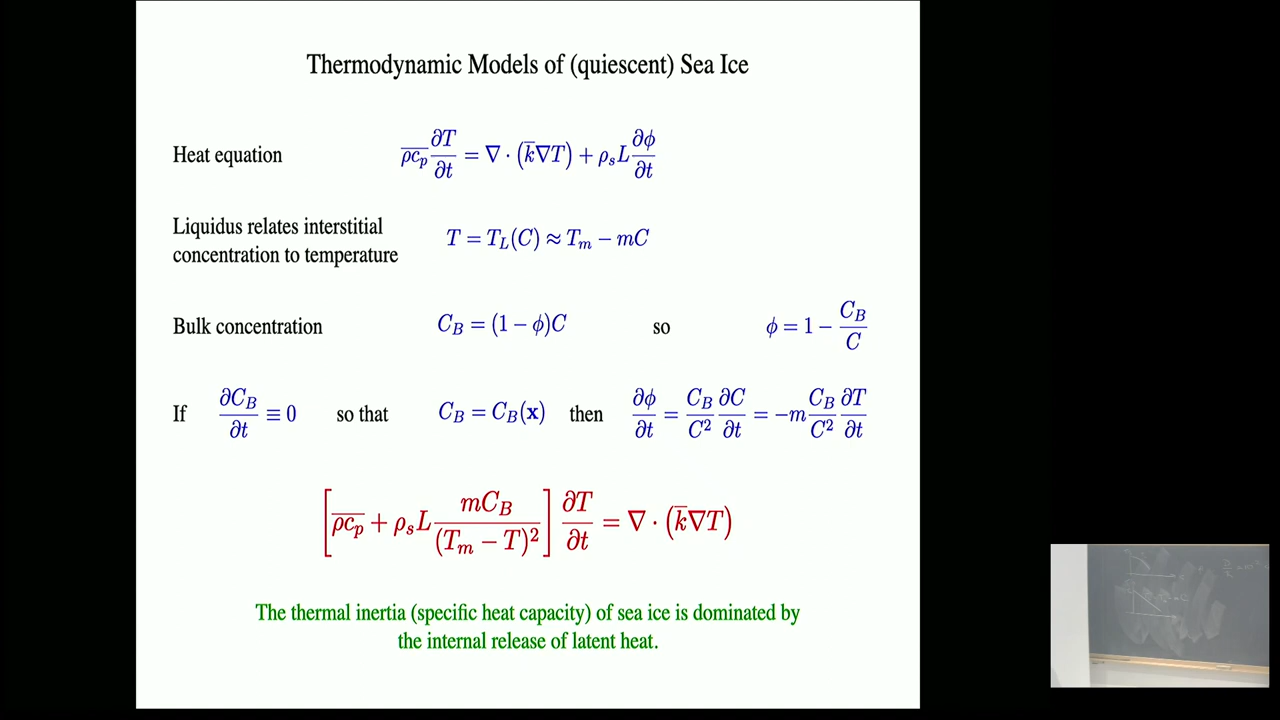 Thermodynamic Models of (quiescent) Sea Ice
Heat equation $\overline{\rho c_p}\frac{\partial T}{\partial t} = \nabla \cdot (\overline{k}\nabla T) + \rho_s L \frac{\partial \phi}{\partial t}$
Liquidus relates interstitial
concentration to temperature $T = T_L(C) \approx T_m - mC$
Bulk concentration $C_B = (1 - \phi)C$ so $\phi = 1 - \frac{C_B}{C}$
If $\frac{\partial C_B}{\partial t} \equiv 0$ so that $C_B = C_B(\mathbf{x})$ then $\frac{\partial \phi}{\partial t} = \frac{C_B}{C^2}\frac{\partial C}{\partial t} = -m\frac{C_B}{C^2}\frac{\partial T}{\partial t}$
$\left[\overline{\rho c_p} + \rho_s L \frac{mC_B}{(T_m - T)^2}\right]\frac{\partial T}{\partial t} = \nabla \cdot (\overline{k}\nabla T)$
The thermal inertia (specific heat capacity) of sea ice is dominated by
the internal release of latent heat.